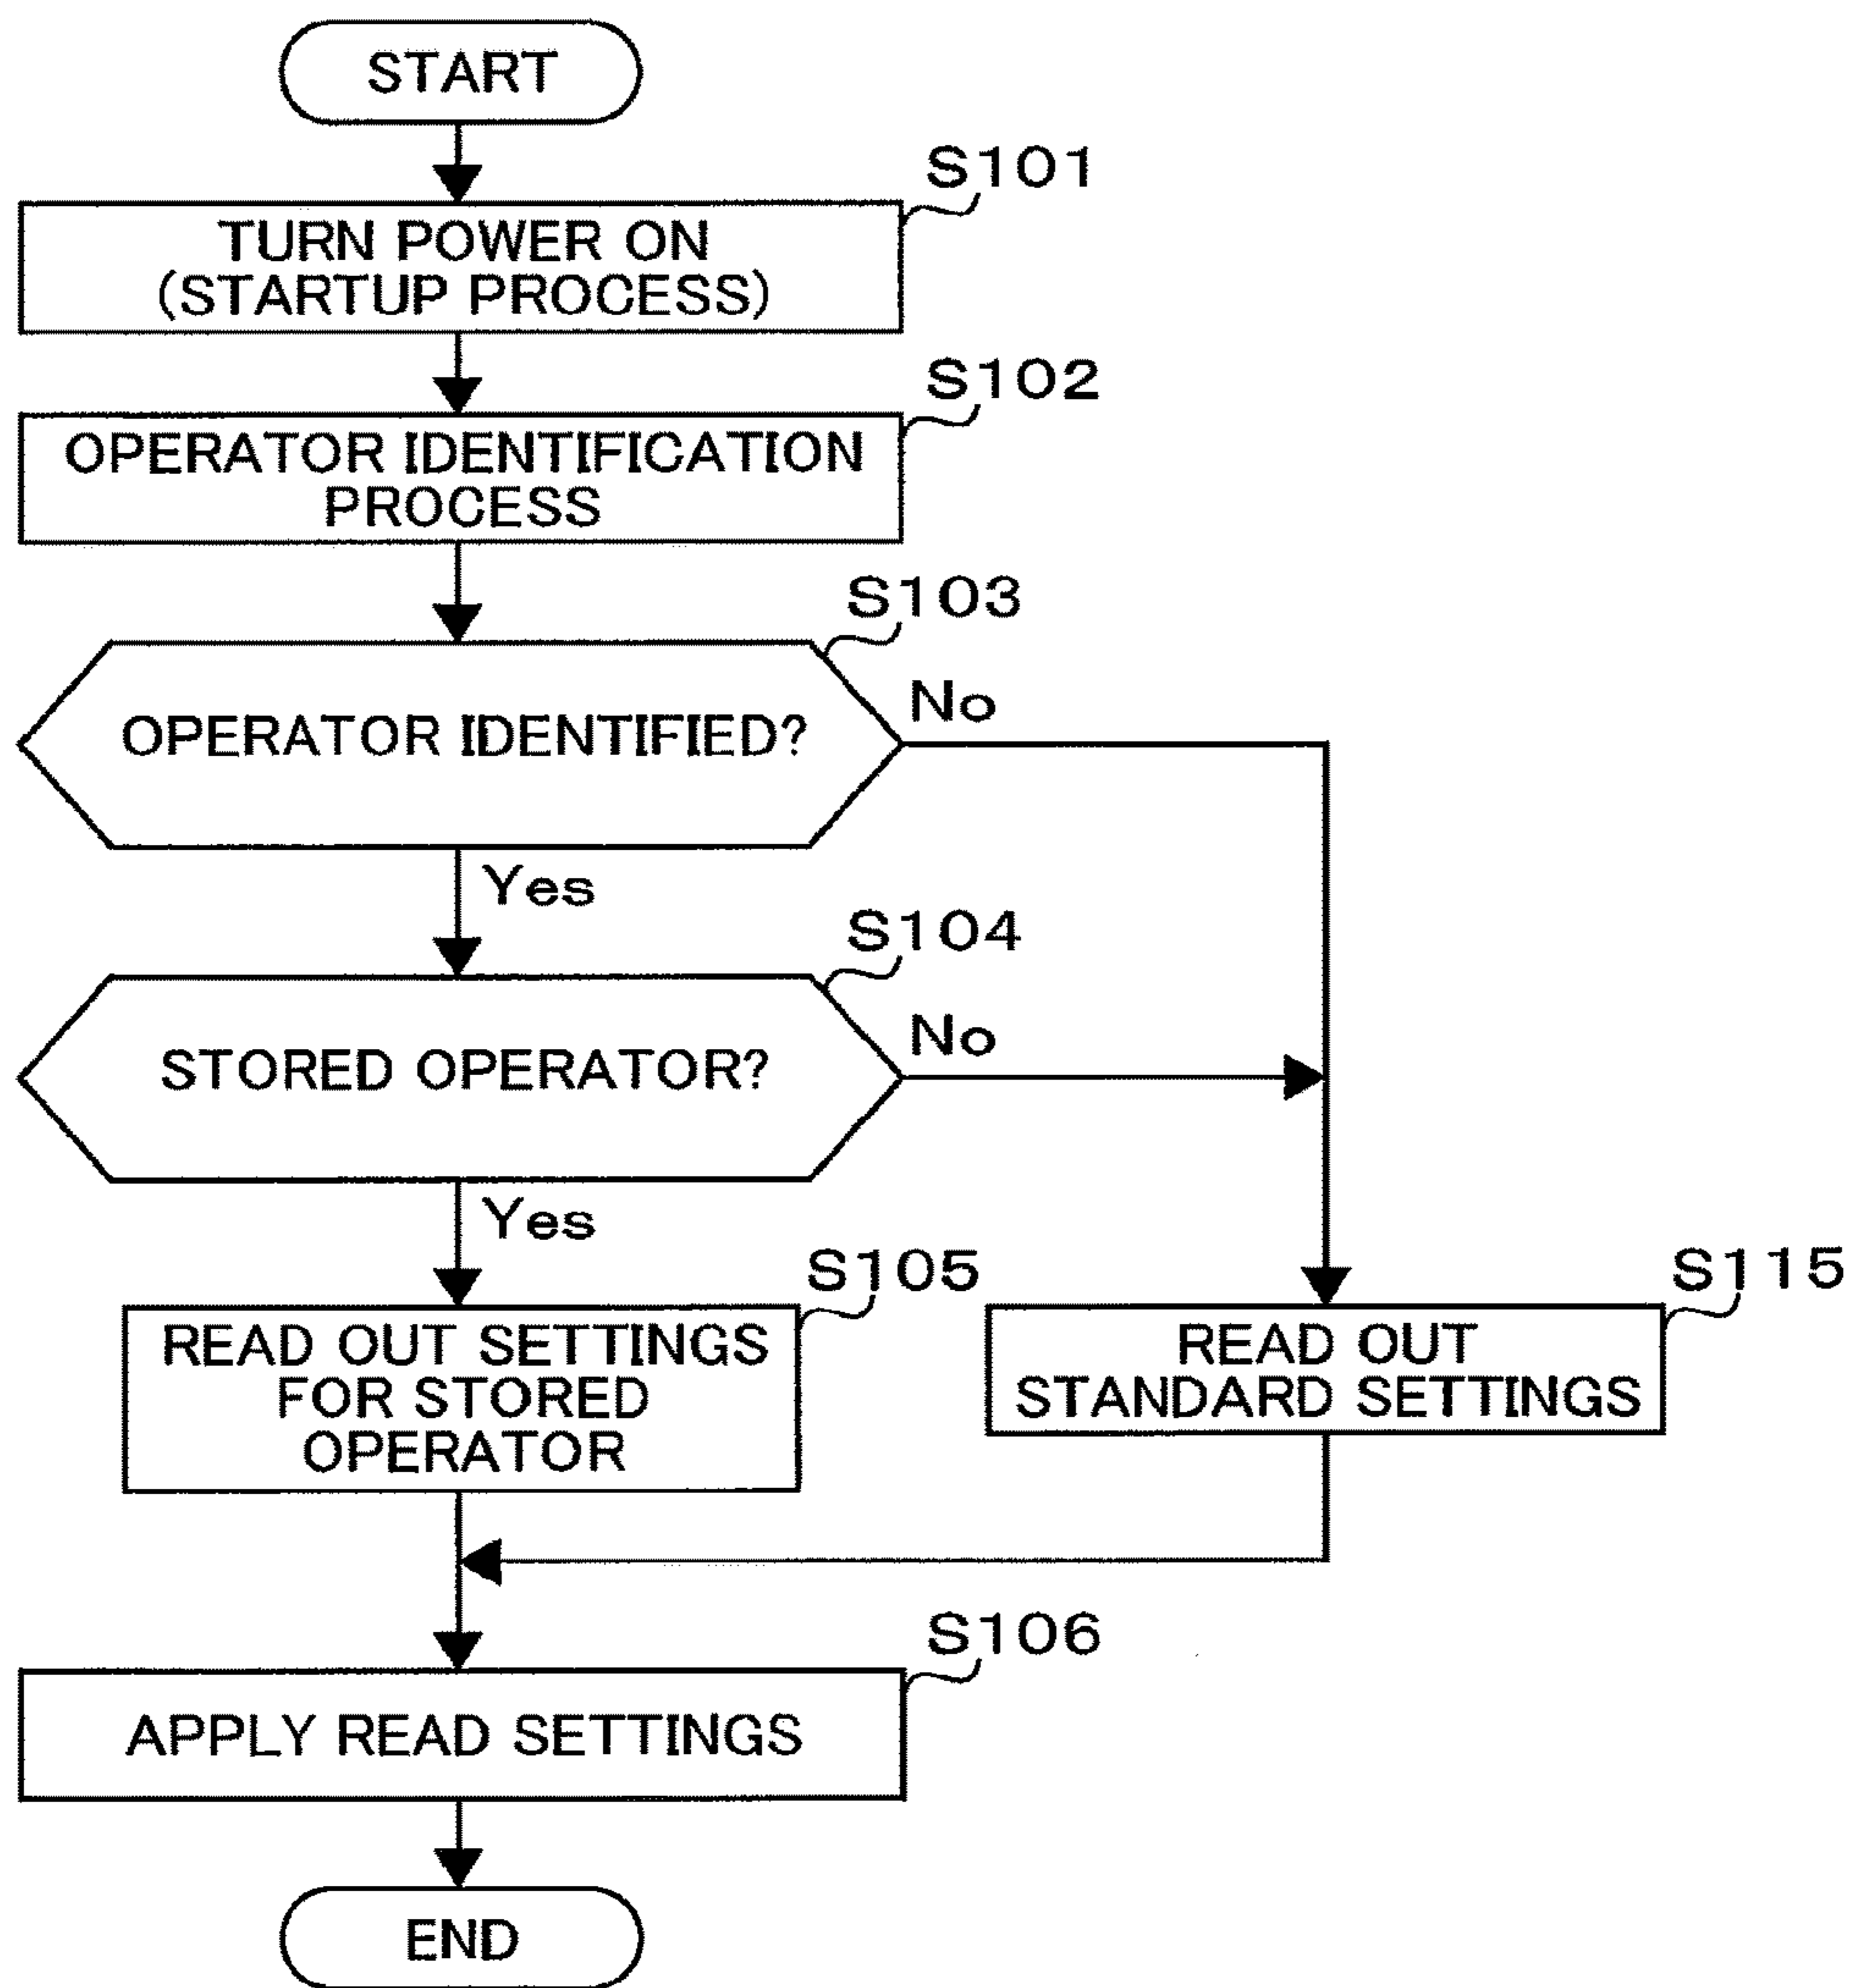 START
S101
TURN POWER ON
(STARTUP PROCESS)
S102
OPERATOR IDENTIFICATION
PROCESS
S103
OPERATOR IDENTIFIED?
No
Yes
S104
STORED OPERATOR?
No
Yes
S105
READ OUT SETTINGS
FOR STORED
OPERATOR
S115
READ OUT
STANDARD SETTINGS
S106
APPLY READ SETTINGS
END